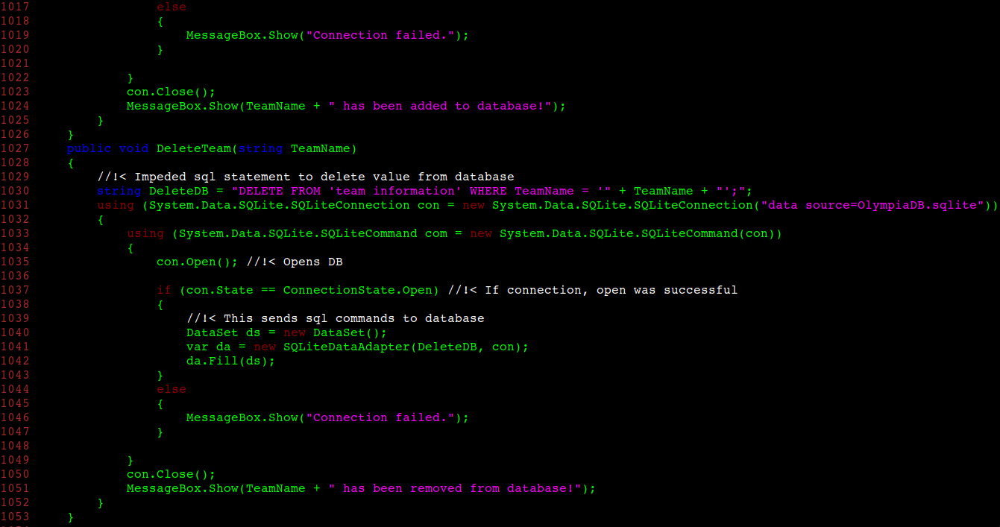 1017 else
1018 {
1019 MessageBox.Show("Connection failed.");
1020 }
1021
1022 }
1023 con.Close();
1024 MessageBox.Show(TeamName + " has been added to database!");
1025 }
1026 }
1027 public void DeleteTeam(string TeamName)
1028 {
1029 //!< Impeded sql statement to delete value from database
1030 string DeleteDB = "DELETE FROM 'team information' WHERE TeamName = '" + TeamName + "';";
1031 using (System.Data.SQLite.SQLiteConnection con = new System.Data.SQLite.SQLiteConnection("data source=OlympiaDB.sqlite"))
1032 {
1033 using (System.Data.SQLite.SQLiteCommand com = new System.Data.SQLite.SQLiteCommand(con))
1034 {
1035 con.Open(); //!< Opens DB
1036
1037 if (con.State == ConnectionState.Open) //!< If connection, open was successful
1038 {
1039 //!< This sends sql commands to database
1040 DataSet ds = new DataSet();
1041 var da = new SQLiteDataAdapter(DeleteDB, con);
1042 da.Fill(ds);
1043 }
1044 else
1045 {
1046 MessageBox.Show("Connection failed.");
1047 }
1048
1049 }
1050 con.Close();
1051 MessageBox.Show(TeamName + " has been removed from database!");
1052 }
1053 }